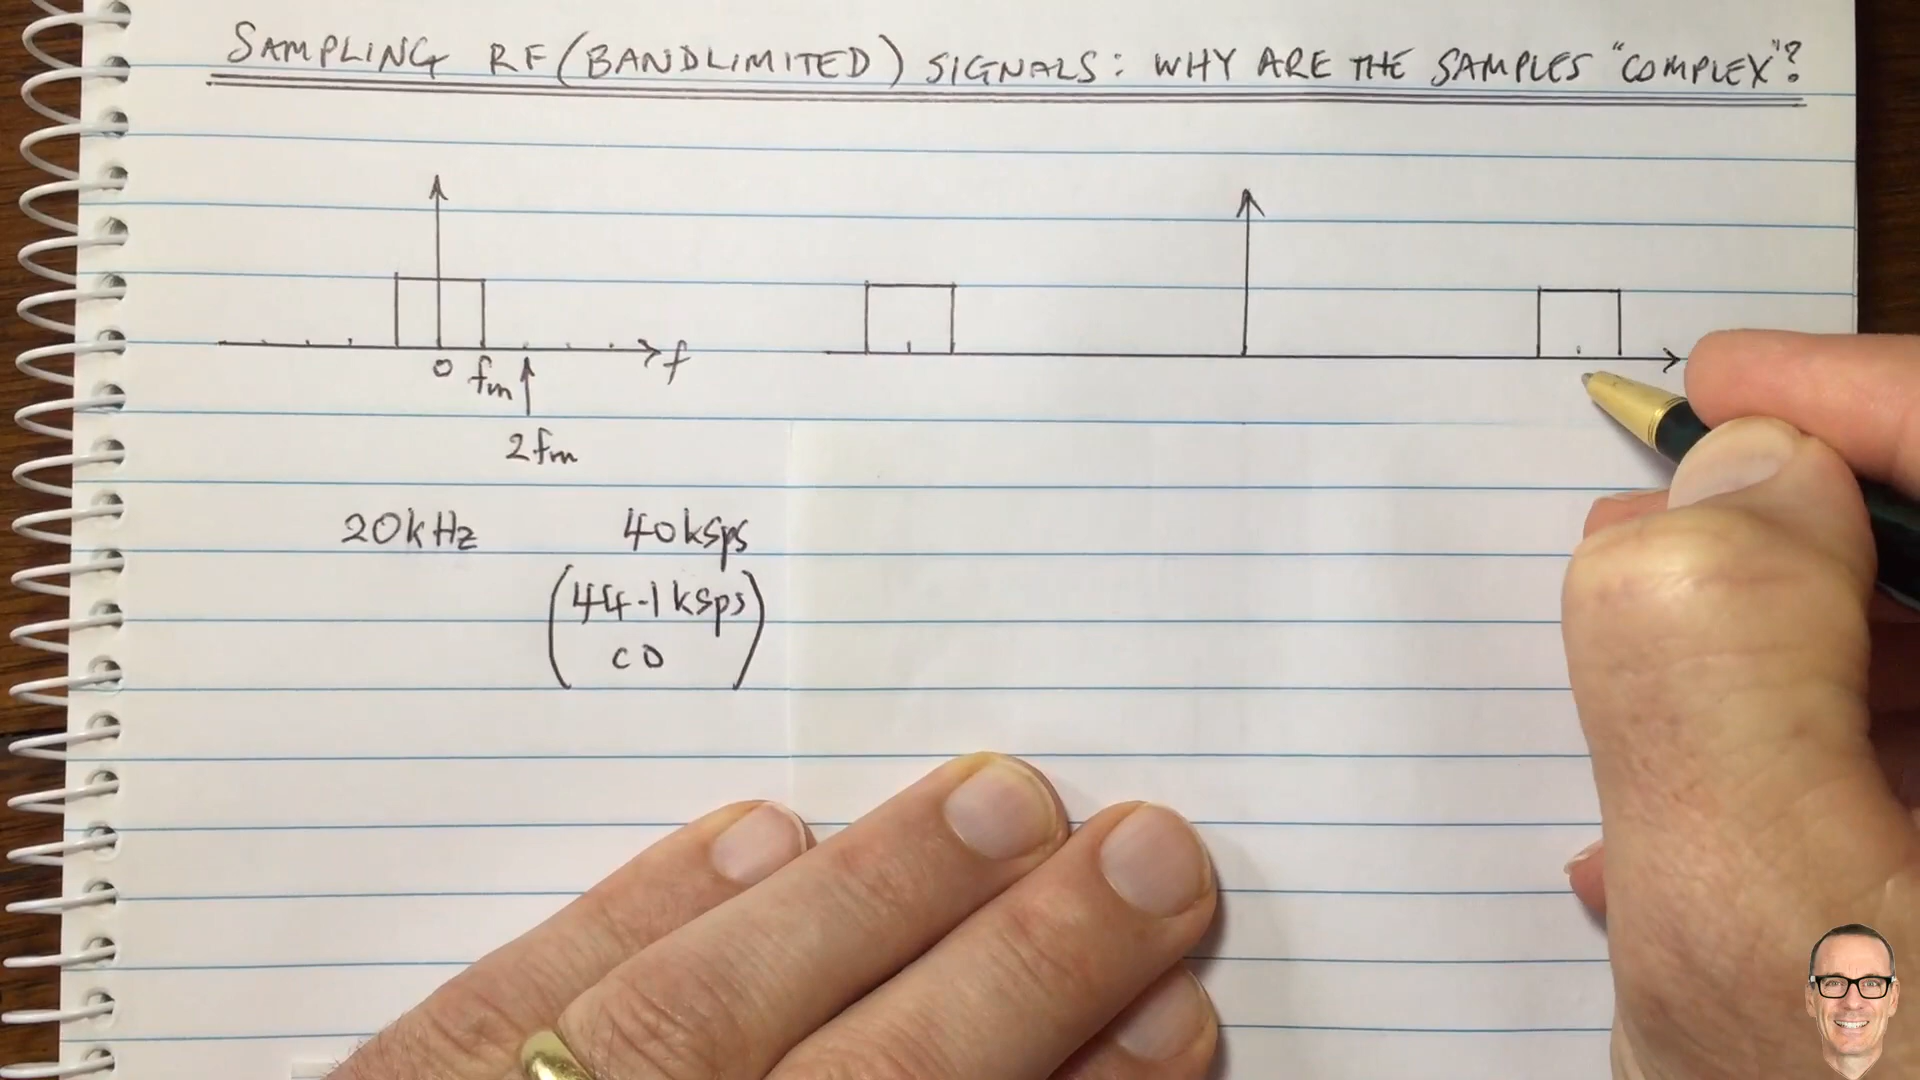 SAMPLING RF (BANDLIMITED) SIGNALS: WHY ARE THE SAMPLES "COMPLEX"?
0 fm f
2fm
20kHz 40ksps
(44.1ksps)
CD